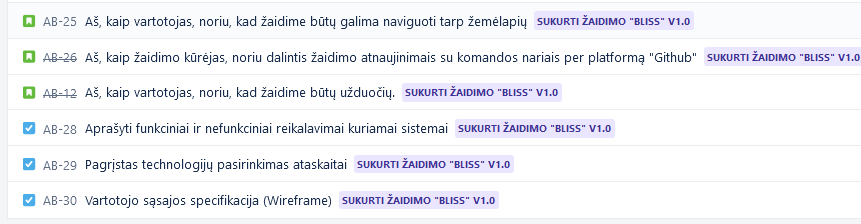 AB-25 Aš, kaip vartotojas, noriu, kad žaidime būtų galima naviguoti tarp žemėlapių SUKURTI ŽAIDIMO "BLISS" V1.0
AB-26 Aš, kaip žaidimo kūrėjas, noriu dalintis žaidimo atnaujinimais su komandos nariais per platformą "Github" SUKURTI ŽAIDIMO "BLISS" V1.0
AB-12 Aš, kaip vartotojas, noriu, kad žaidime būtų užduočių. SUKURTI ŽAIDIMO "BLISS" V1.0
AB-28 Aprašyti funkciniai ir nefunkciniai reikalavimai kuriamai sistemai SUKURTI ŽAIDIMO "BLISS" V1.0
AB-29 Pagrįstas technologijų pasirinkimas ataskaitai SUKURTI ŽAIDIMO "BLISS" V1.0
AB-30 Vartotojo sąsajos specifikacija (Wireframe) SUKURTI ŽAIDIMO "BLISS" V1.0